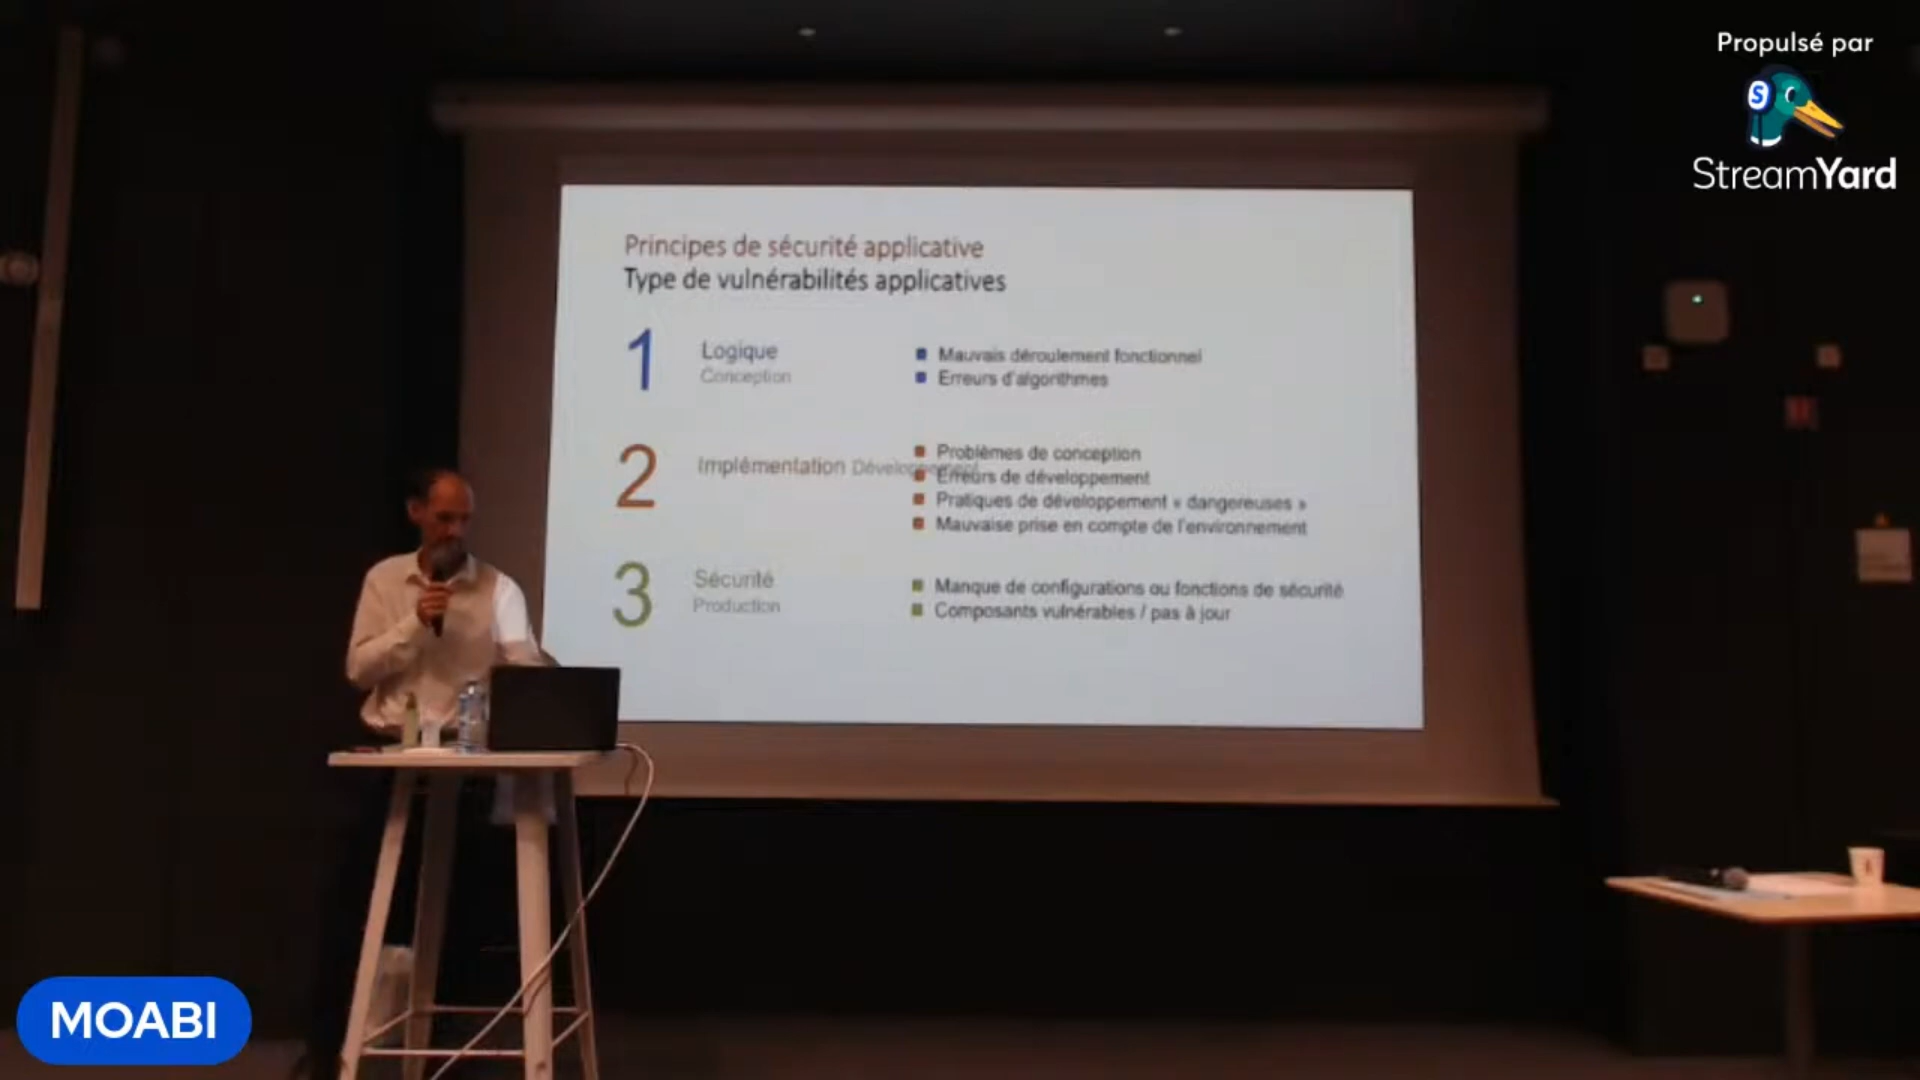 Propulsé par
StreamYard
Principes de sécurité applicative
Type de vulnérabilités applicatives
1
Logique
Conception
Mauvais déroulement fonctionnel
Erreurs d'algorithmes
2
Implémentation Développement
Problèmes de conception
Erreurs de développement
Pratiques de développement « dangereuses »
Mauvaise prise en compte de l'environnement
3
Sécurité
Production
Manque de configurations ou fonctions de sécurité
Composants vulnérables / pas à jour
MOABI